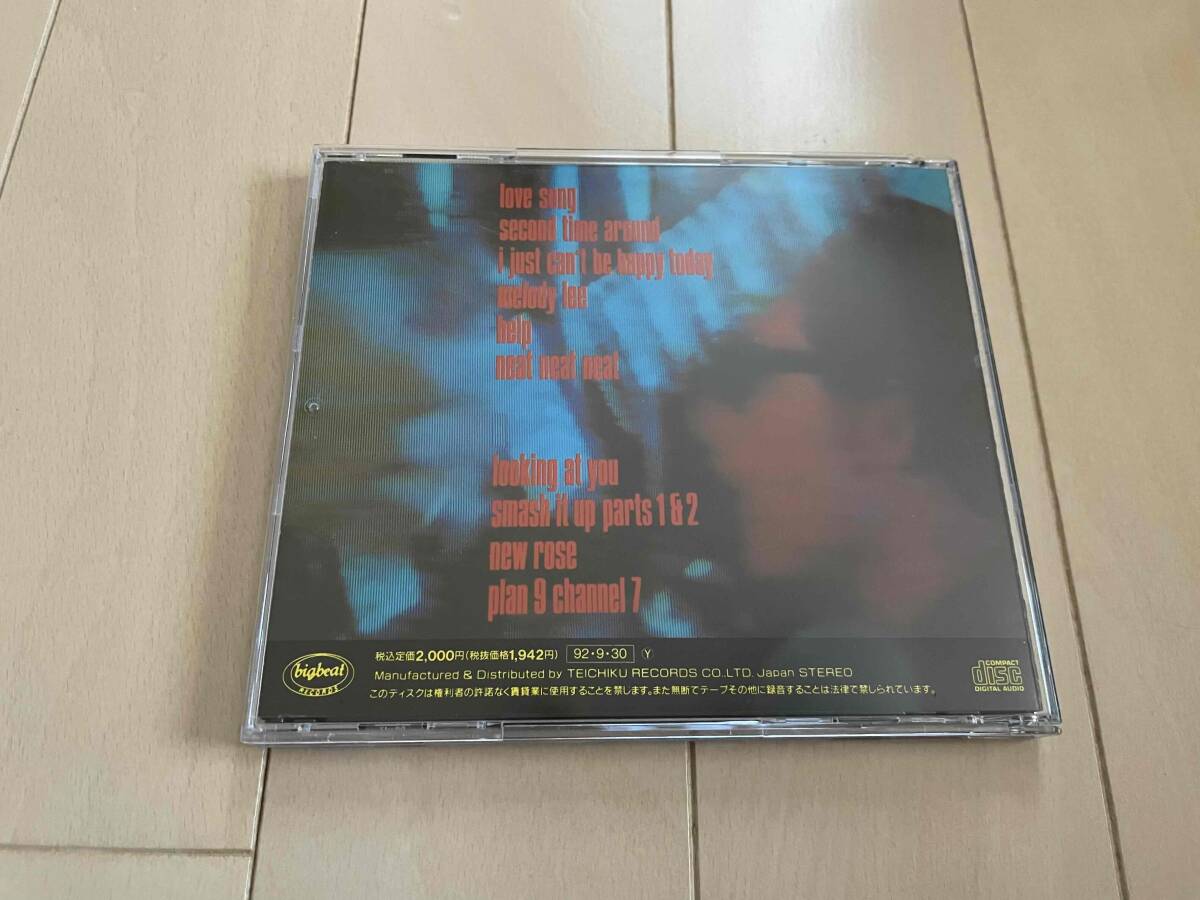 love song
second time around
i just can't be happy today
melody lee
help
neat neat neat
looking at you
smash it up parts 1 & 2
new rose
plan 9 channel 7
bigbeat
RECORDS
税込定価2,000円(税抜価格1,942円) 92・9・30 Y
Manufactured & Distributed by TEICHIKU RECORDS CO.,LTD. Japan STEREO
このディスクは権利者の許諾なく賃貸業に使用することを禁じます。また無断でテープその他に録音することは法律で禁じられています。
COMPACT
disc
DIGITAL AUDIO